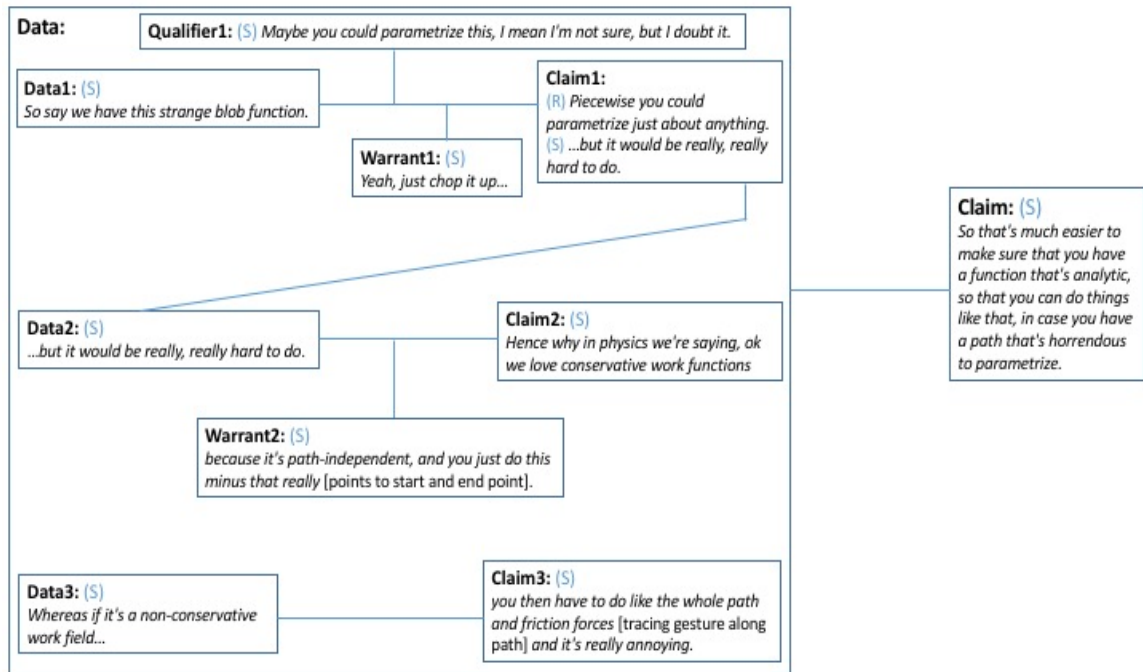 Data:
Qualifier1: (S) Maybe you could parametrize this, I mean I'm not sure, but I doubt it.
Data1: (S)
So say we have this strange blob function.
Claim1:
(R) Piecewise you could
parametrize just about anything.
(S) ...but it would be really, really
hard to do.
Warrant1: (S)
Yeah, just chop it up...
Claim: (S)
So that's much easier to
make sure that you have
a function that's analytic,
so that you can do things
like that, in case you have
a path that's horrendous
to parametrize.
Data2: (S)
...but it would be really, really hard to do.
Claim2: (S)
Hence why in physics we're saying, ok
we love conservative work functions
Warrant2: (S)
because it's path-independent, and you just do this
minus that really [points to start and end point].
Data3: (S)
Whereas if it's a non-conservative
work field...
Claim3: (S)
you then have to do like the whole path
and friction forces [tracing gesture along
path] and it's really annoying.